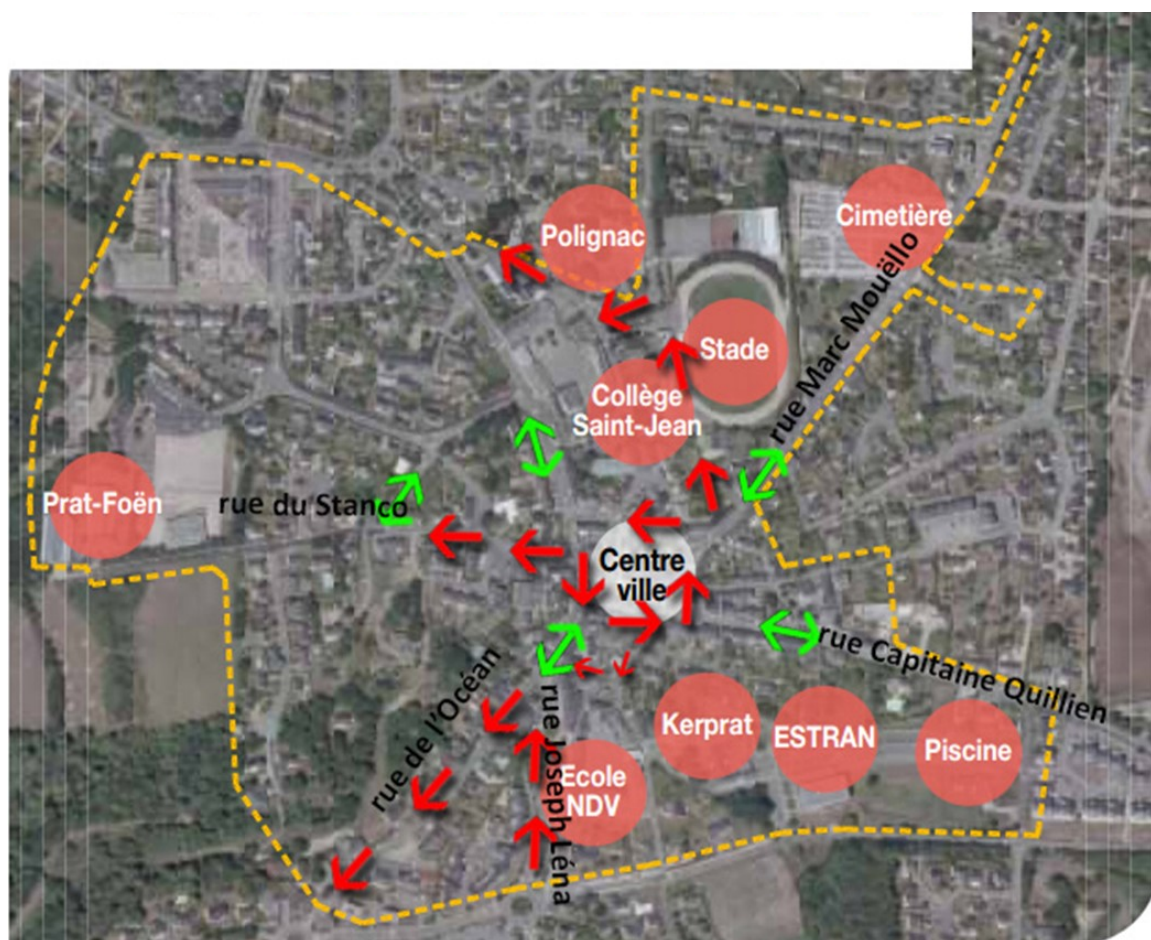 Polignac
Cimetière
rue Marc Mouëllo
Stade
Collège
Saint-Jean
Prat-Foën
rue du Stanco
Centre
ville
rue Capitaine Quillien
rue de l'Océan
rue Joseph Léna
Kerprat
ESTRAN
Piscine
Ecole
NDV